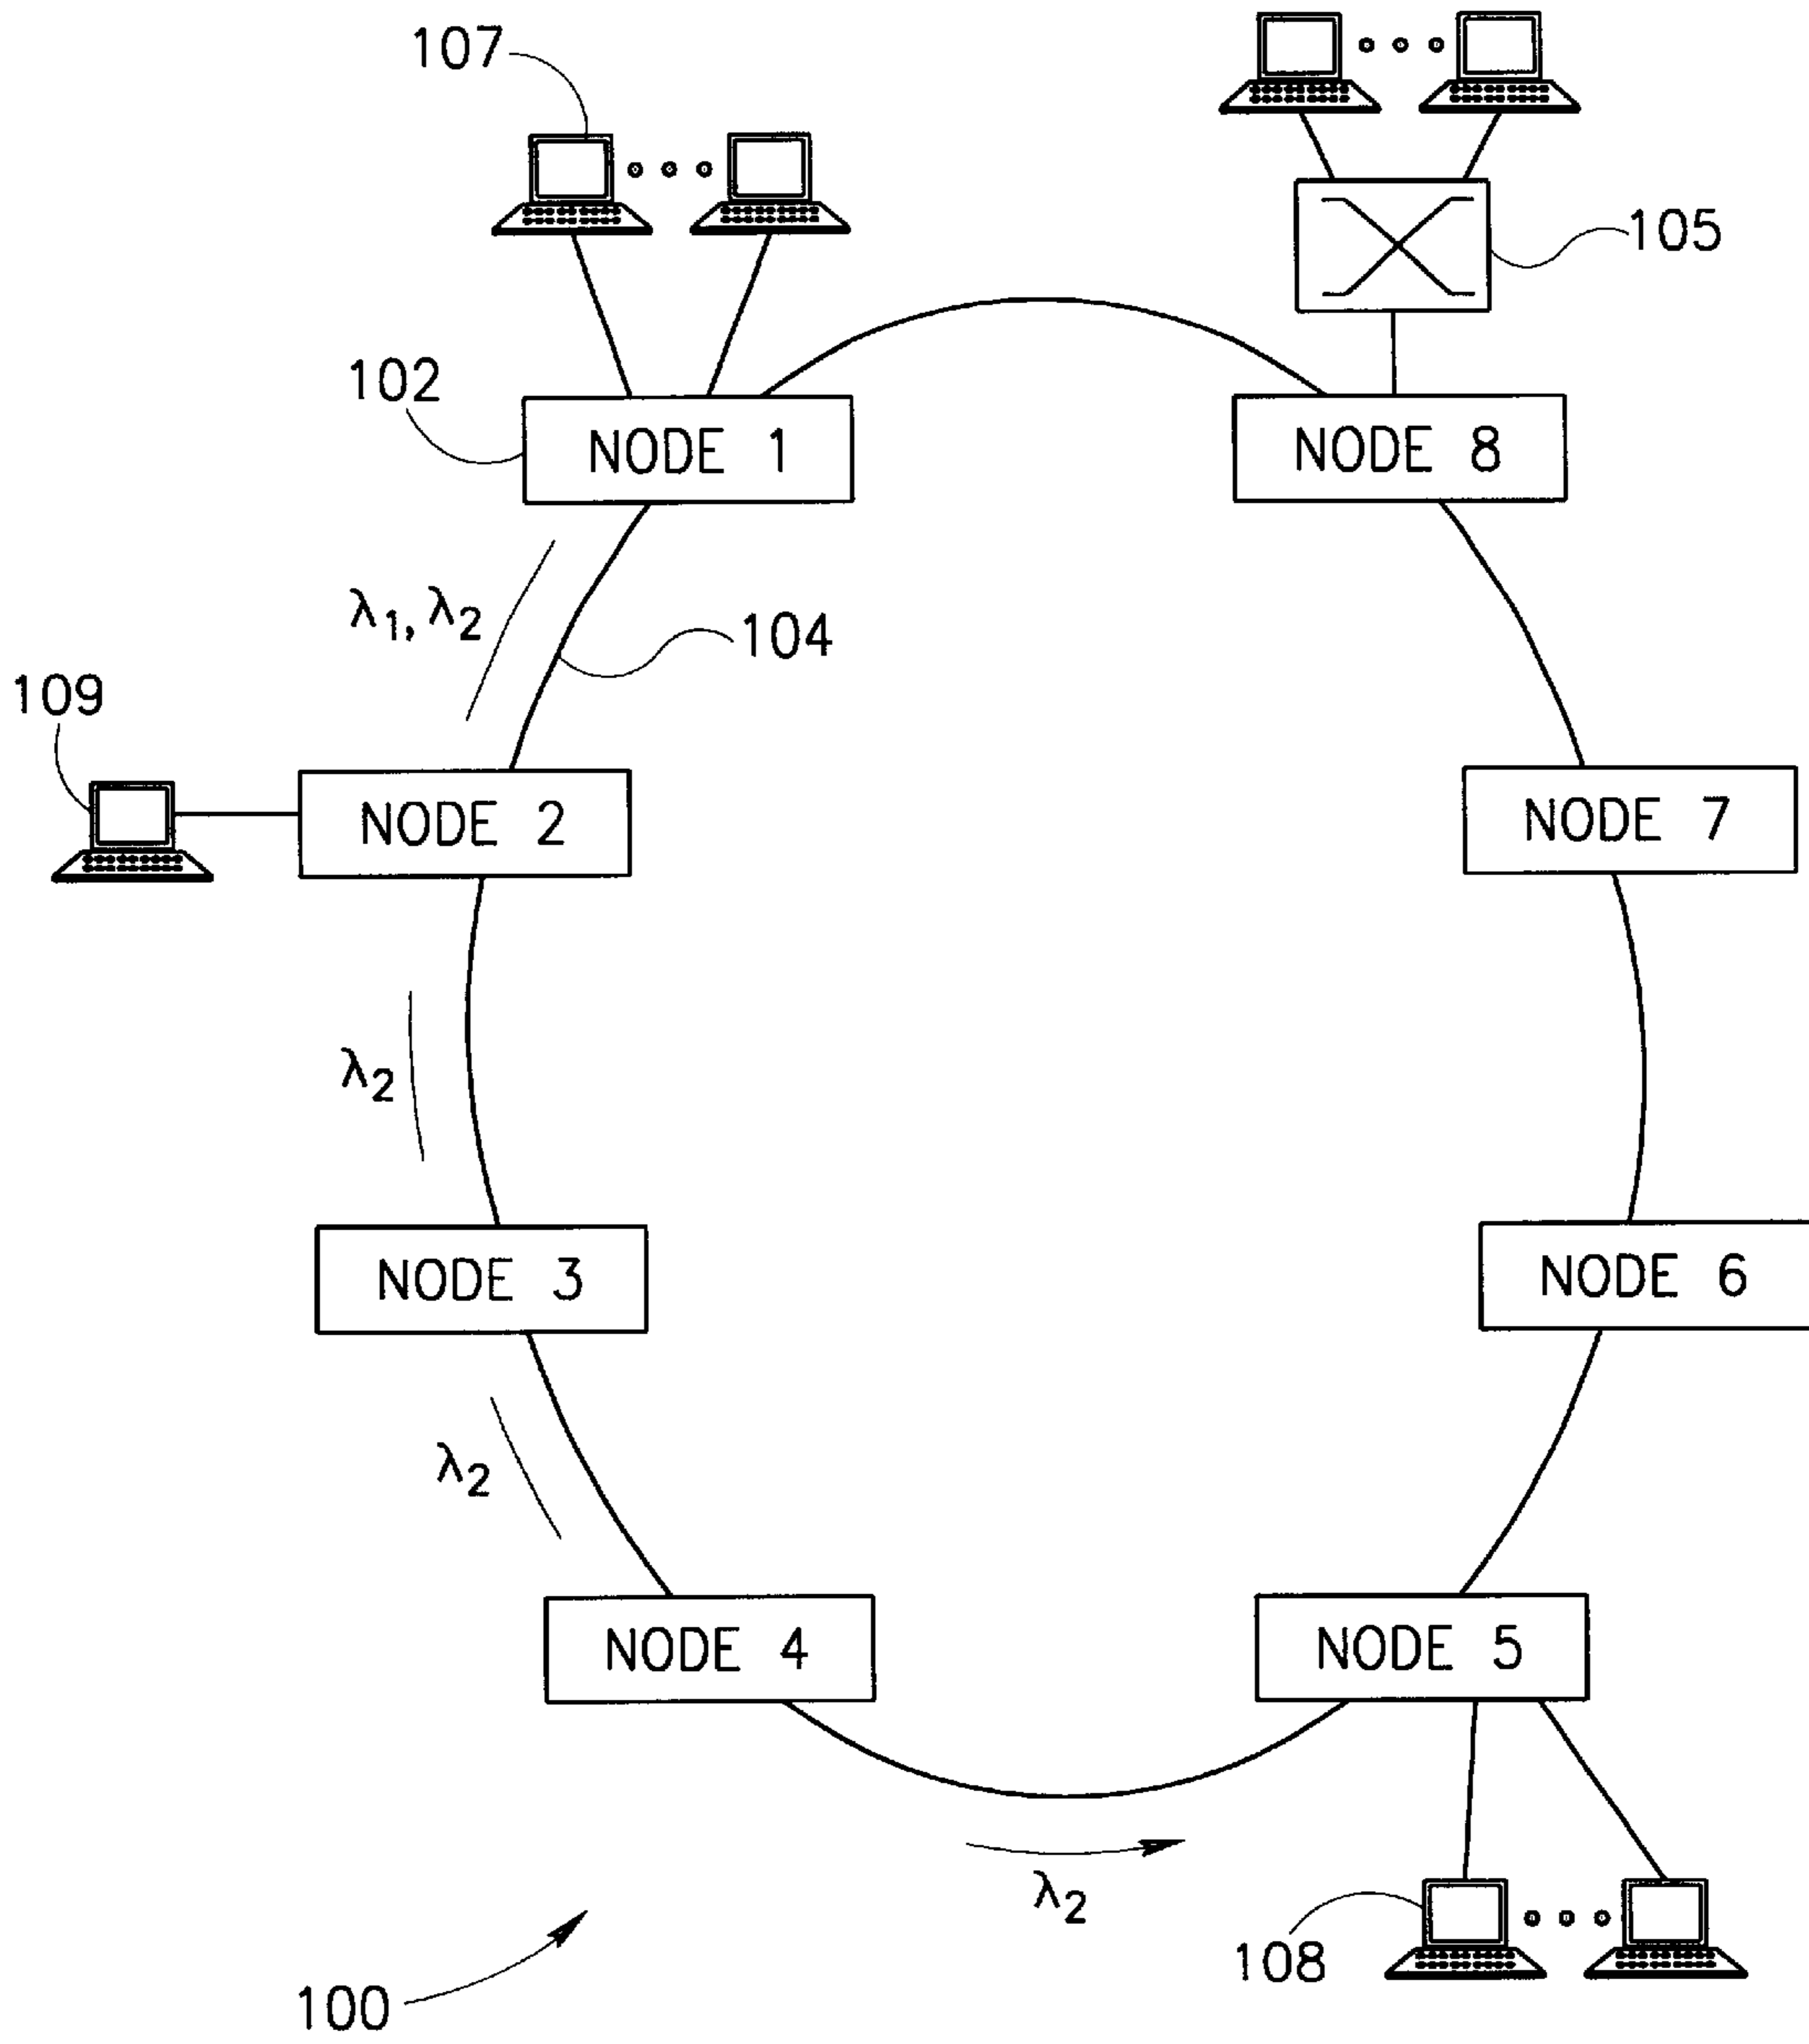 107
105
102
NODE 1
NODE 8
λ1, λ2
104
109
NODE 2
NODE 7
λ2
NODE 3
NODE 6
λ2
NODE 4
NODE 5
λ2
108
100